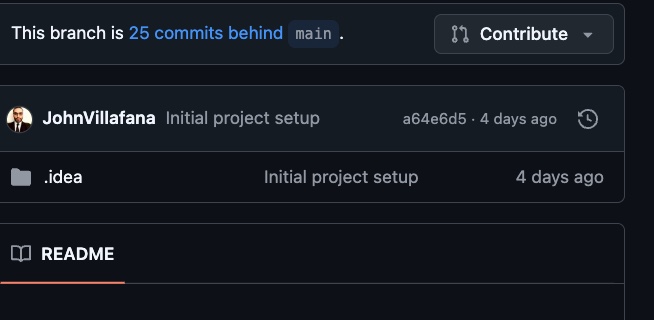 This branch is 25 commits behind main.
Contribute
JohnVillafana Initial project setup a64e6d5 · 4 days ago
.idea Initial project setup 4 days ago
README